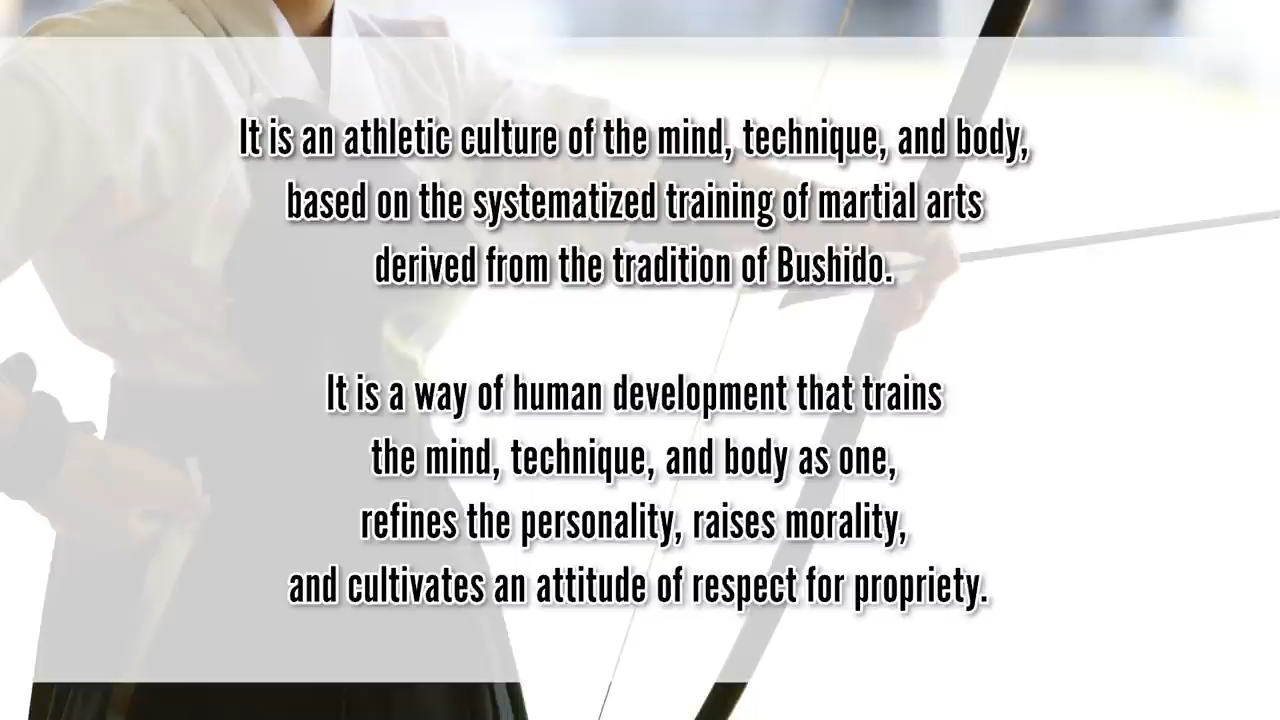 It is an athletic culture of the mind, technique, and body,
based on the systematized training of martial arts
derived from the tradition of Bushido.
It is a way of human development that trains
the mind, technique, and body as one,
refines the personality, raises morality,
and cultivates an attitude of respect for propriety.